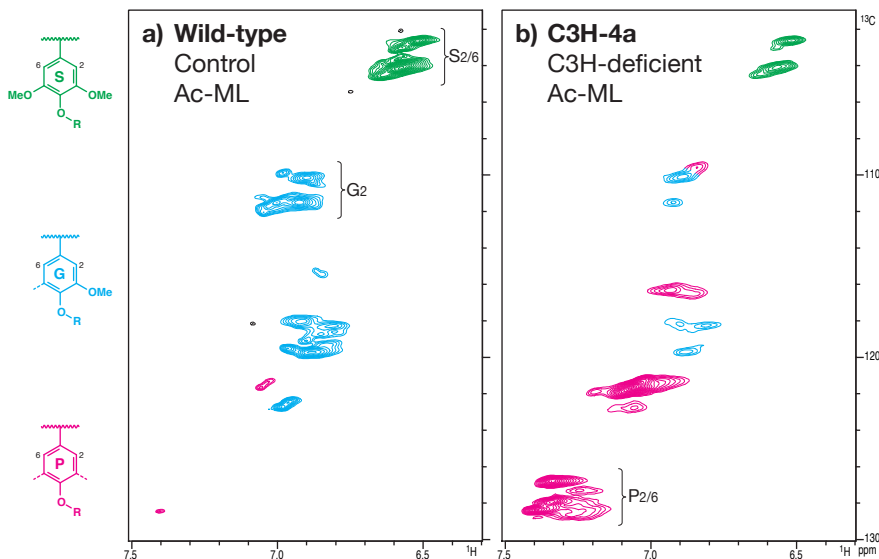 a) Wild-type
Control
Ac-ML
S2/6
G2
b) C3H-4a
C3H-deficient
Ac-ML
P2/6
13C
110
120
130
ppm
7.5
7.0
6.5
1H
7.5
7.0
6.5
1H
6
2
S
MeO
OMe
O
R
6
2
G
OMe
O
R
6
2
P
O
R